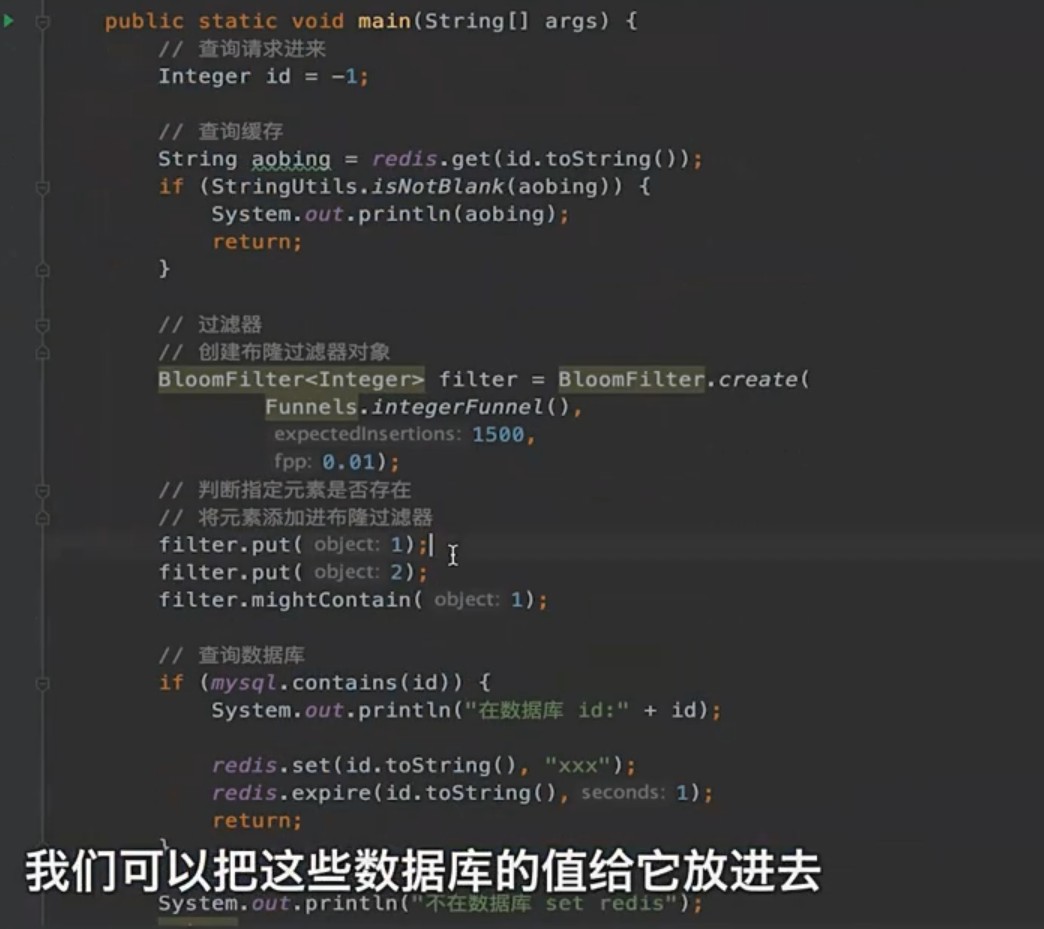 public static void main(String[] args) {
// 查询请求进来
Integer id = -1;
// 查询缓存
String aobing = redis.get(id.toString());
if (StringUtils.isNotBlank(aobing)) {
System.out.println(aobing);
return;
}
// 过滤器
// 创建布隆过滤器对象
BloomFilter<Integer> filter = BloomFilter.create(
Funnels.integerFunnel(),
expectedInsertions: 1500,
fpp: 0.01);
// 判断指定元素是否存在
// 将元素添加进布隆过滤器
filter.put( object: 1);
filter.put( object: 2);
filter.mightContain( object: 1);
// 查询数据库
if (mysql.contains(id)) {
System.out.println("在数据库 id:" + id);
redis.set(id.toString(), "xxx");
redis.expire(id.toString(), seconds: 1);
return;
}
我们可以把这些数据库的值给它放进去
System.out.println("不在数据库 set redis");